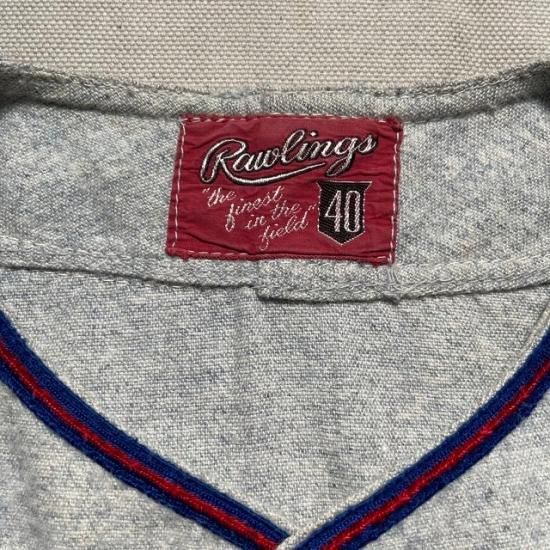 Rawlings
"the
finest
in the
field"
40